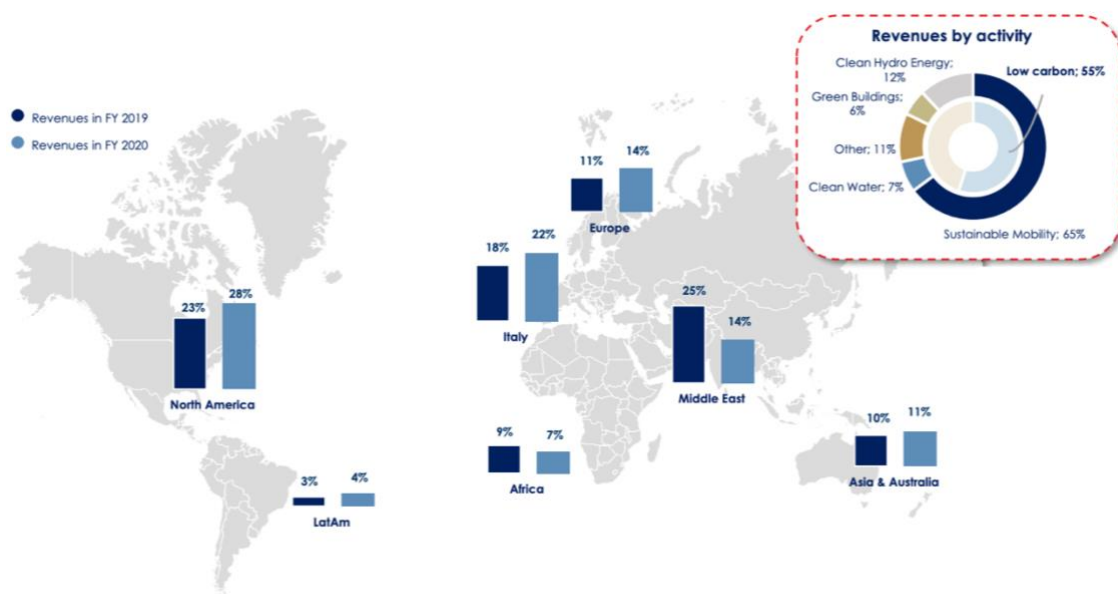 Revenues by activity
Clean Hydro Energy;
12%
Low carbon; 55%
Green Buildings;
6%
Other; 11%
Clean Water; 7%
Sustainable Mobility; 65%
Revenues in FY 2019
Revenues in FY 2020
11%
14%
Europe
18%
22%
Italy
23%
28%
North America
25%
14%
Middle East
9%
7%
Africa
10%
11%
Asia & Australia
3%
4%
LatAm